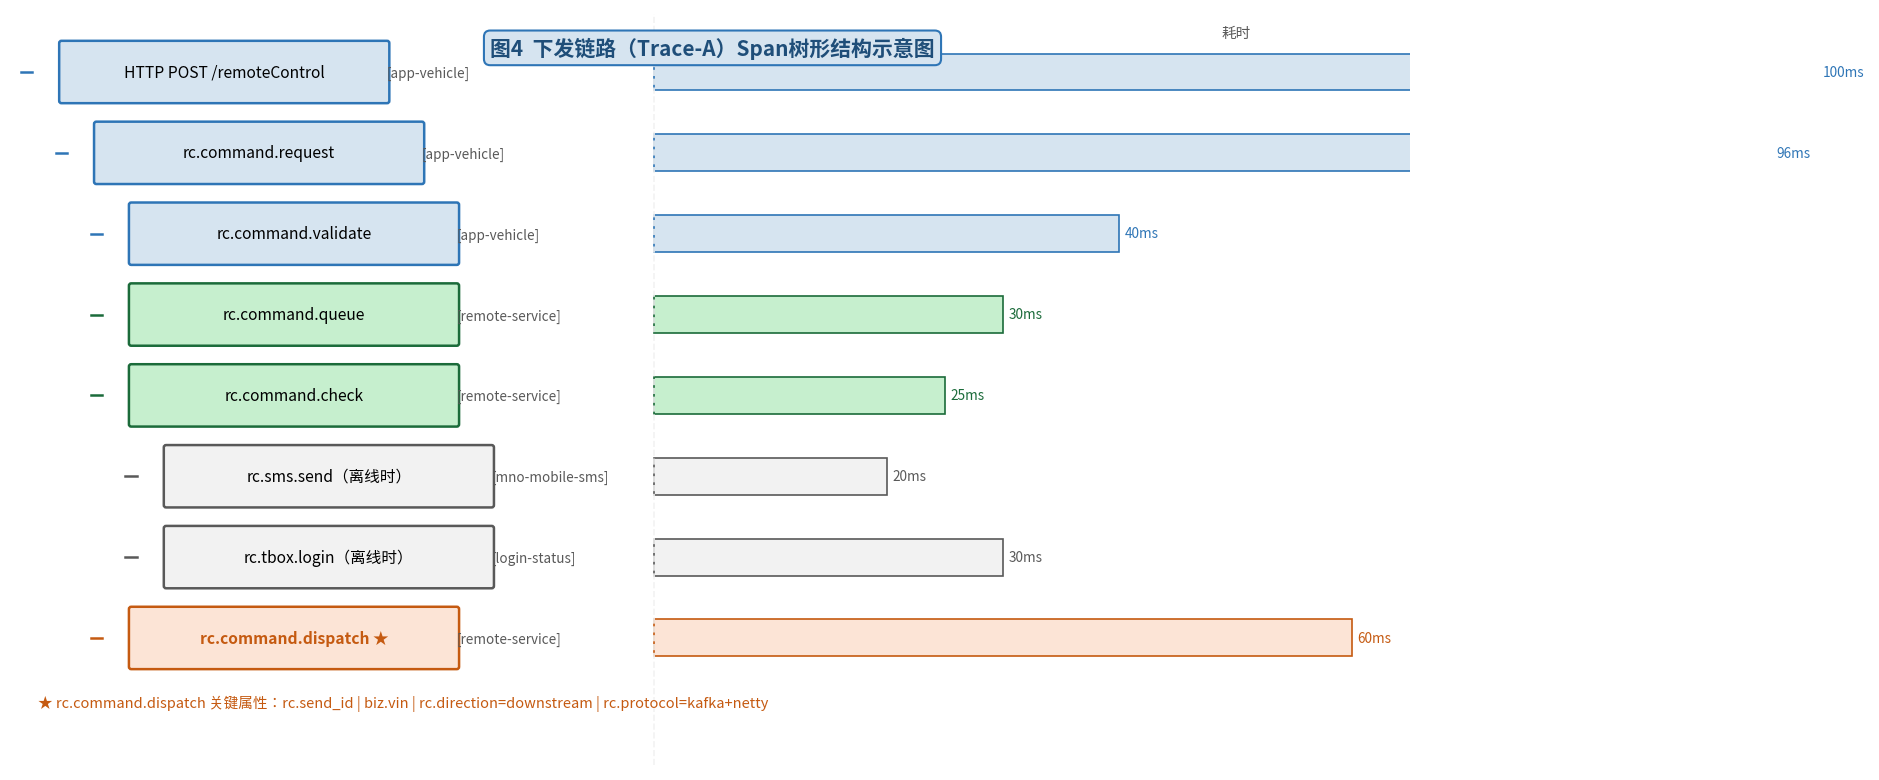 耗时
图4 下发链路（Trace-A）Span树形结构示意图
HTTP POST /remoteControl
[app-vehicle]
100ms
rc.command.request
[app-vehicle]
96ms
rc.command.validate
[app-vehicle]
40ms
rc.command.queue
[remote-service]
30ms
rc.command.check
[remote-service]
25ms
rc.sms.send（离线时）
[mno-mobile-sms]
20ms
rc.tbox.login（离线时）
[login-status]
30ms
rc.command.dispatch ★
[remote-service]
60ms
★ rc.command.dispatch 关键属性：rc.send_id | biz.vin | rc.direction=downstream | rc.protocol=kafka+netty